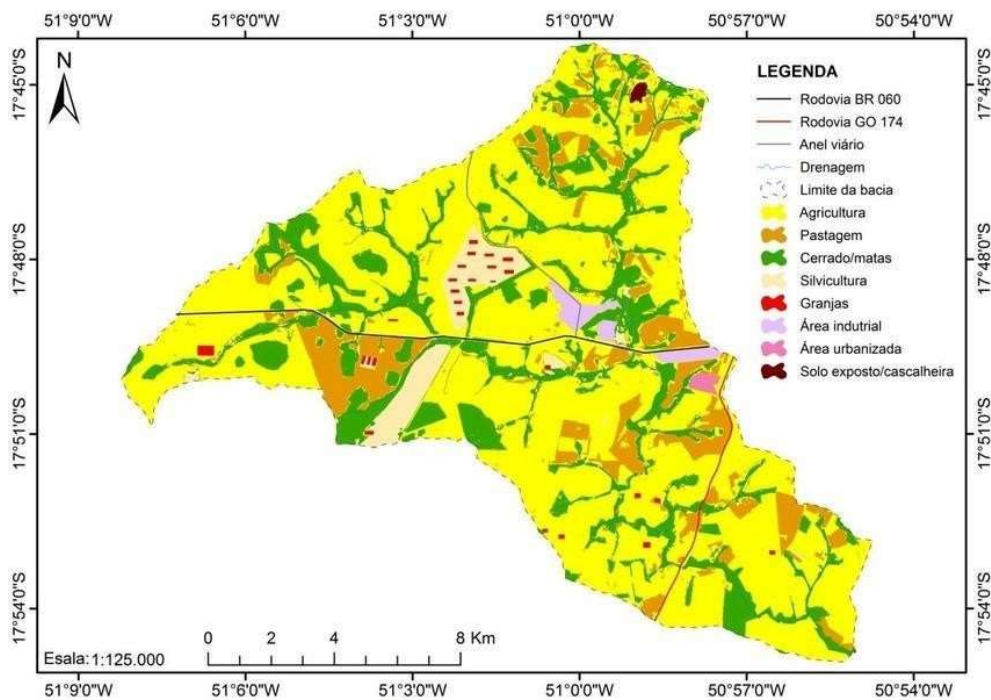 51°9'0"W 51°6'0"W 51°3'0"W 51°0'0"W 50°57'0"W 50°54'0"W
17°45'0"S
17°48'0"S
17°51'0"S
17°54'0"S
N
LEGENDA
Rodovia BR 060
Rodovia GO 174
Anel viário
Drenagem
Limite da bacia
Agricultura
Pastagem
Cerrado/matas
Silvicultura
Granjas
Área indutrial
Área urbanizada
Solo exposto/cascalheira
17°45'0"S
17°48'0"S
17°51'0"S
17°54'0"S
0 2 4 8 Km
Esala: 1:125.000
51°9'0"W 51°6'0"W 51°3'0"W 51°0'0"W 50°57'0"W 50°54'0"W